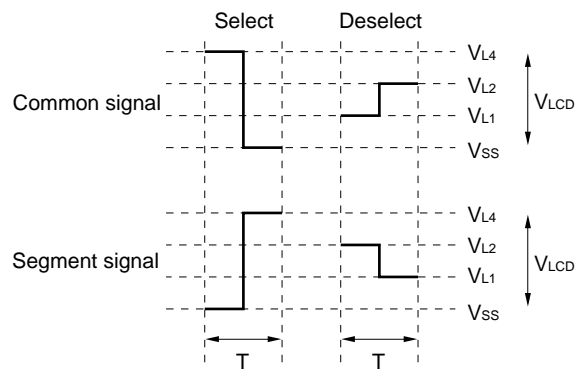 Select Deselect
VL4
VL2
Common signal
VLCD
VL1
VSS
VL4
VL2
Segment signal
VLCD
VL1
VSS
T T